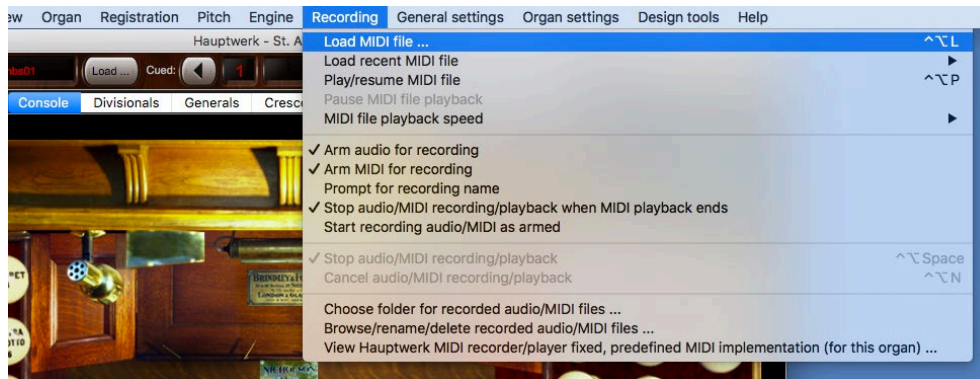 ew Organ Registration Pitch Engine Recording General settings Organ settings Design tools Help
Hauptwerk - St. A
Load ... Cued: 1
Console Divisionals Generals Cresc
Load MIDI file ... ^⌥L
Load recent MIDI file ▶
Play/resume MIDI file ^⌥P
Pause MIDI file playback
MIDI file playback speed ▶
✓ Arm audio for recording
✓ Arm MIDI for recording
Prompt for recording name
✓ Stop audio/MIDI recording/playback when MIDI playback ends
Start recording audio/MIDI as armed
✓ Stop audio/MIDI recording/playback ^⌥Space
Cancel audio/MIDI recording/playback ^⌥N
Choose folder for recorded audio/MIDI files ...
Browse/rename/delete recorded audio/MIDI files ...
View Hauptwerk MIDI recorder/player fixed, predefined MIDI implementation (for this organ) ...